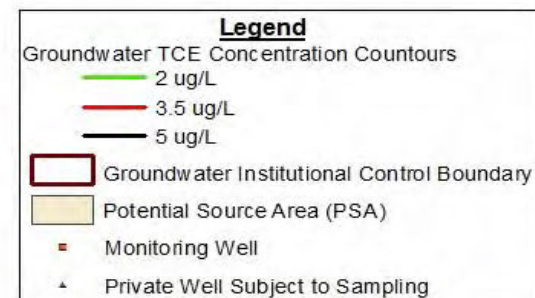 Legend
Groundwater TCE Concentration Countours
2 ug/L
3.5 ug/L
5 ug/L
Groundwater Institutional Control Boundary
Potential Source Area (PSA)
Monitoring Well
Private Well Subject to Sampling